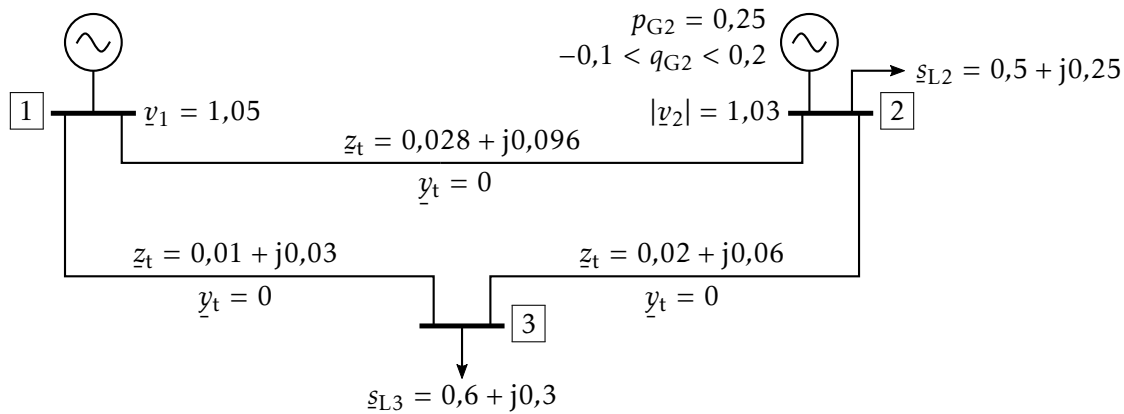 p_G2 = 0,25
−0,1 < q_G2 < 0,2
s_L2 = 0,5 + j0,25
1
v_1 = 1,05
|v_2| = 1,03
2
z_t = 0,028 + j0,096
y_t = 0
z_t = 0,01 + j0,03
y_t = 0
z_t = 0,02 + j0,06
y_t = 0
3
s_L3 = 0,6 + j0,3